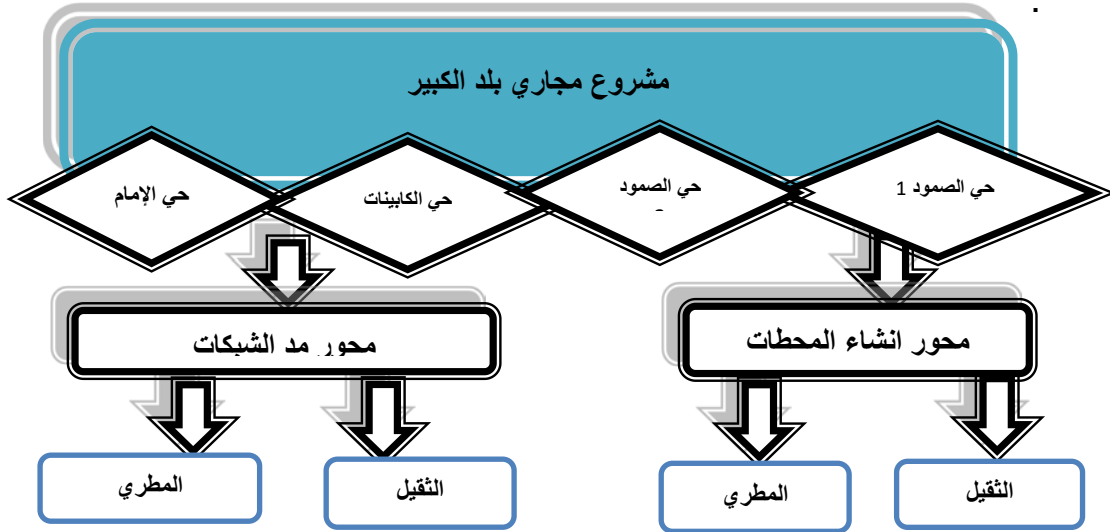 .
مشروع مجاري بلد الكبير
حي الصمود 1
حي الصمود
حي الكابينات
حي الإمام
محور انشاء المحطات
محور مد الشبكات
الثقيل
المطري
الثقيل
المطري